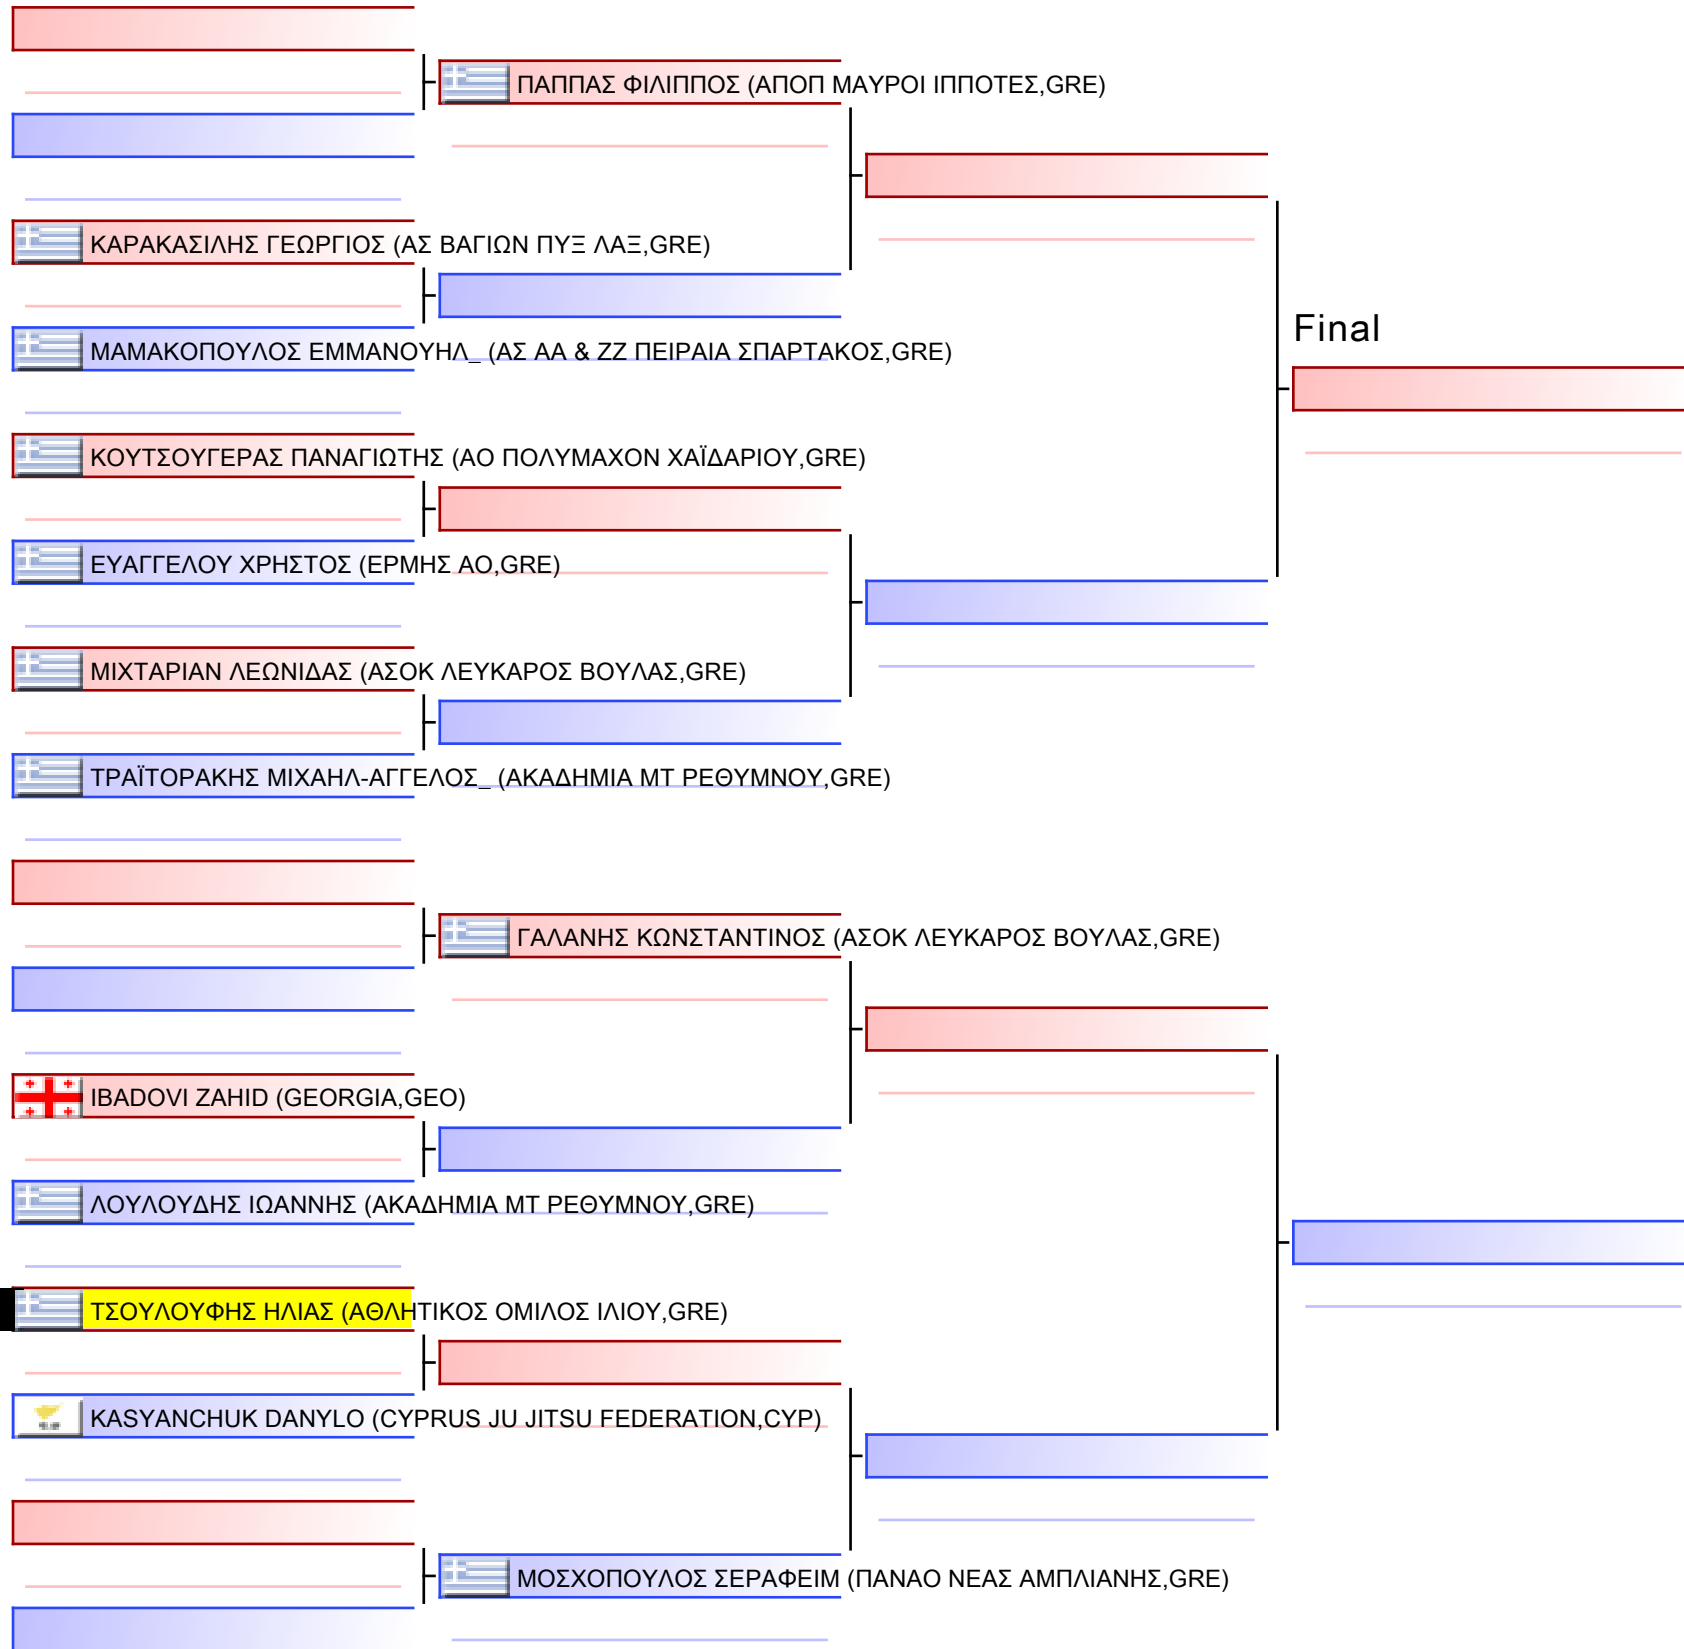 ΠΑΠΠΑΣ ΦΙΛΙΠΠΟΣ (ΑΠΟΠ ΜΑΥΡΟΙ ΙΠΠΟΤΕΣ,GRE)
ΚΑΡΑΚΑΣΙΛΗΣ ΓΕΩΡΓΙΟΣ (ΑΣ ΒΑΓΙΩΝ ΠΥΞ ΛΑΞ,GRE)
Final
ΜΑΜΑΚΟΠΟΥΛΟΣ ΕΜΜΑΝΟΥΗΛ_ (ΑΣ ΑΑ & ΖΖ ΠΕΙΡΑΙΑ ΣΠΑΡΤΑΚΟΣ,GRE)
ΚΟΥΤΣΟΥΓΕΡΑΣ ΠΑΝΑΓΙΩΤΗΣ (ΑΟ ΠΟΛΥΜΑΧΟΝ ΧΑΪΔΑΡΙΟΥ,GRE)
ΕΥΑΓΓΕΛΟΥ ΧΡΗΣΤΟΣ (ΕΡΜΗΣ ΑΟ,GRE)
ΜΙΧΤΑΡΙΑΝ ΛΕΩΝΙΔΑΣ (ΑΣΟΚ ΛΕΥΚΑΡΟΣ ΒΟΥΛΑΣ,GRE)
ΤΡΑΪΤΟΡΑΚΗΣ ΜΙΧΑΗΛ-ΑΓΓΕΛΟΣ_ (ΑΚΑΔΗΜΙΑ ΜΤ ΡΕΘΥΜΝΟΥ,GRE)
ΓΑΛΑΝΗΣ ΚΩΝΣΤΑΝΤΙΝΟΣ (ΑΣΟΚ ΛΕΥΚΑΡΟΣ ΒΟΥΛΑΣ,GRE)
IBADOVI ZAHID (GEORGIA,GEO)
ΛΟΥΛΟΥΔΗΣ ΙΩΑΝΝΗΣ (ΑΚΑΔΗΜΙΑ ΜΤ ΡΕΘΥΜΝΟΥ,GRE)
ΤΣΟΥΛΟΥΦΗΣ ΗΛΙΑΣ (ΑΘΛΗΤΙΚΟΣ ΟΜΙΛΟΣ ΙΛΙΟΥ,GRE)
KASYANCHUK DANYLO (CYPRUS JU JITSU FEDERATION,CYP)
ΜΟΣΧΟΠΟΥΛΟΣ ΣΕΡΑΦΕΙΜ (ΠΑΝΑΟ ΝΕΑΣ ΑΜΠΛΙΑΝΗΣ,GRE)